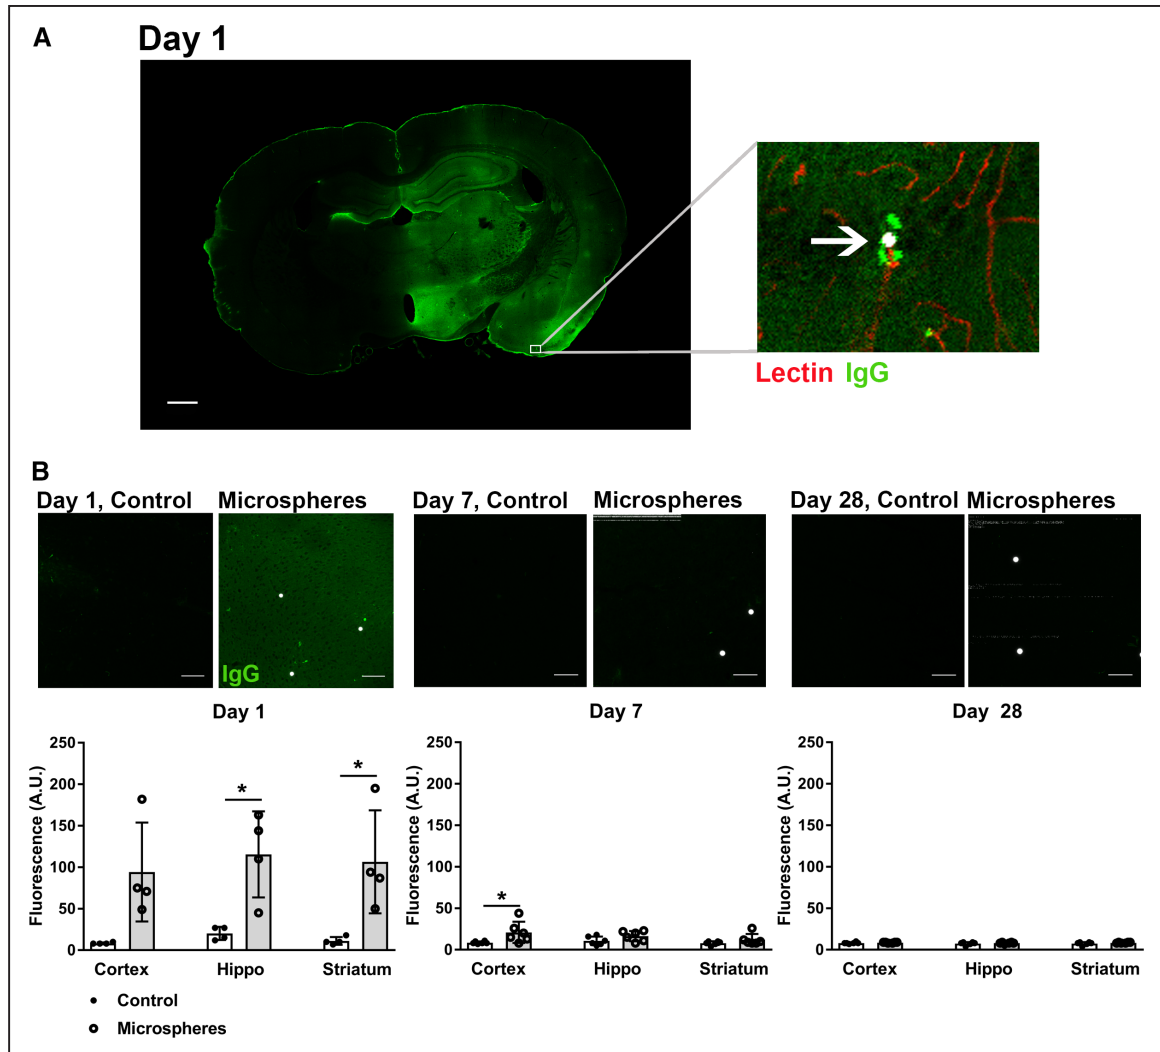 A
Day 1
Lectin IgG
B
Day 1, Control Microspheres Day 7, Control Microspheres Day 28, Control Microspheres
IgG
Day 1
Fluorescence (A.U.)
250
200
150
100
50
0
*
*
Cortex Hippo Striatum
Day 7
Fluorescence (A.U.)
250
200
150
100
50
0
*
Cortex Hippo Striatum
Day 28
Fluorescence (A.U.)
250
200
150
100
50
0
Cortex Hippo Striatum
Control
Microspheres